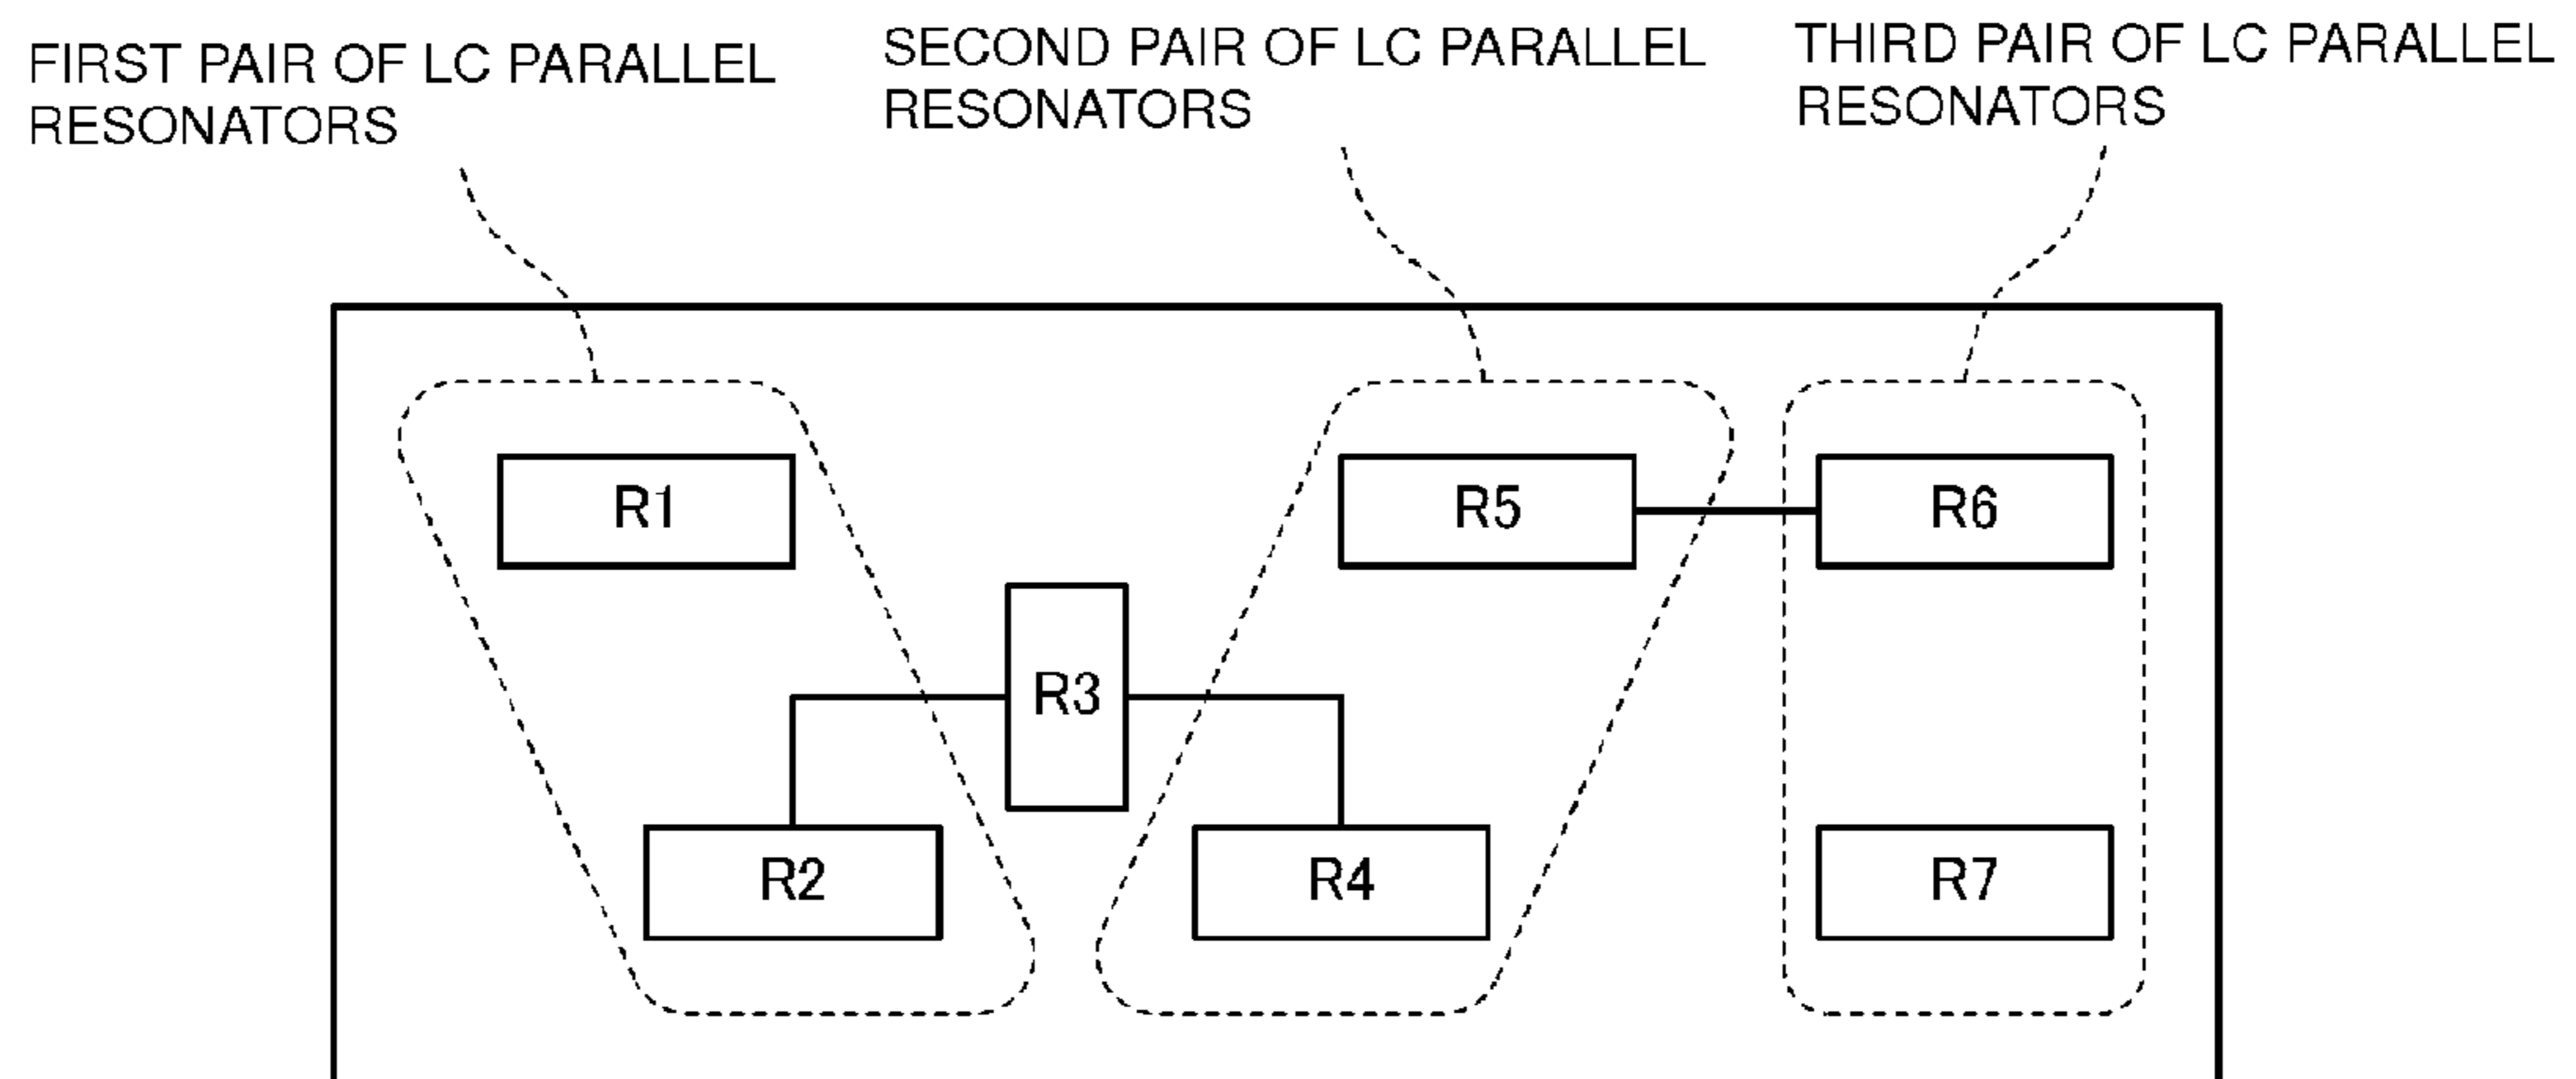 FIRST PAIR OF LC PARALLEL
RESONATORS
SECOND PAIR OF LC PARALLEL
RESONATORS
THIRD PAIR OF LC PARALLEL
RESONATORS
R1
R5
R6
R3
R2
R4
R7